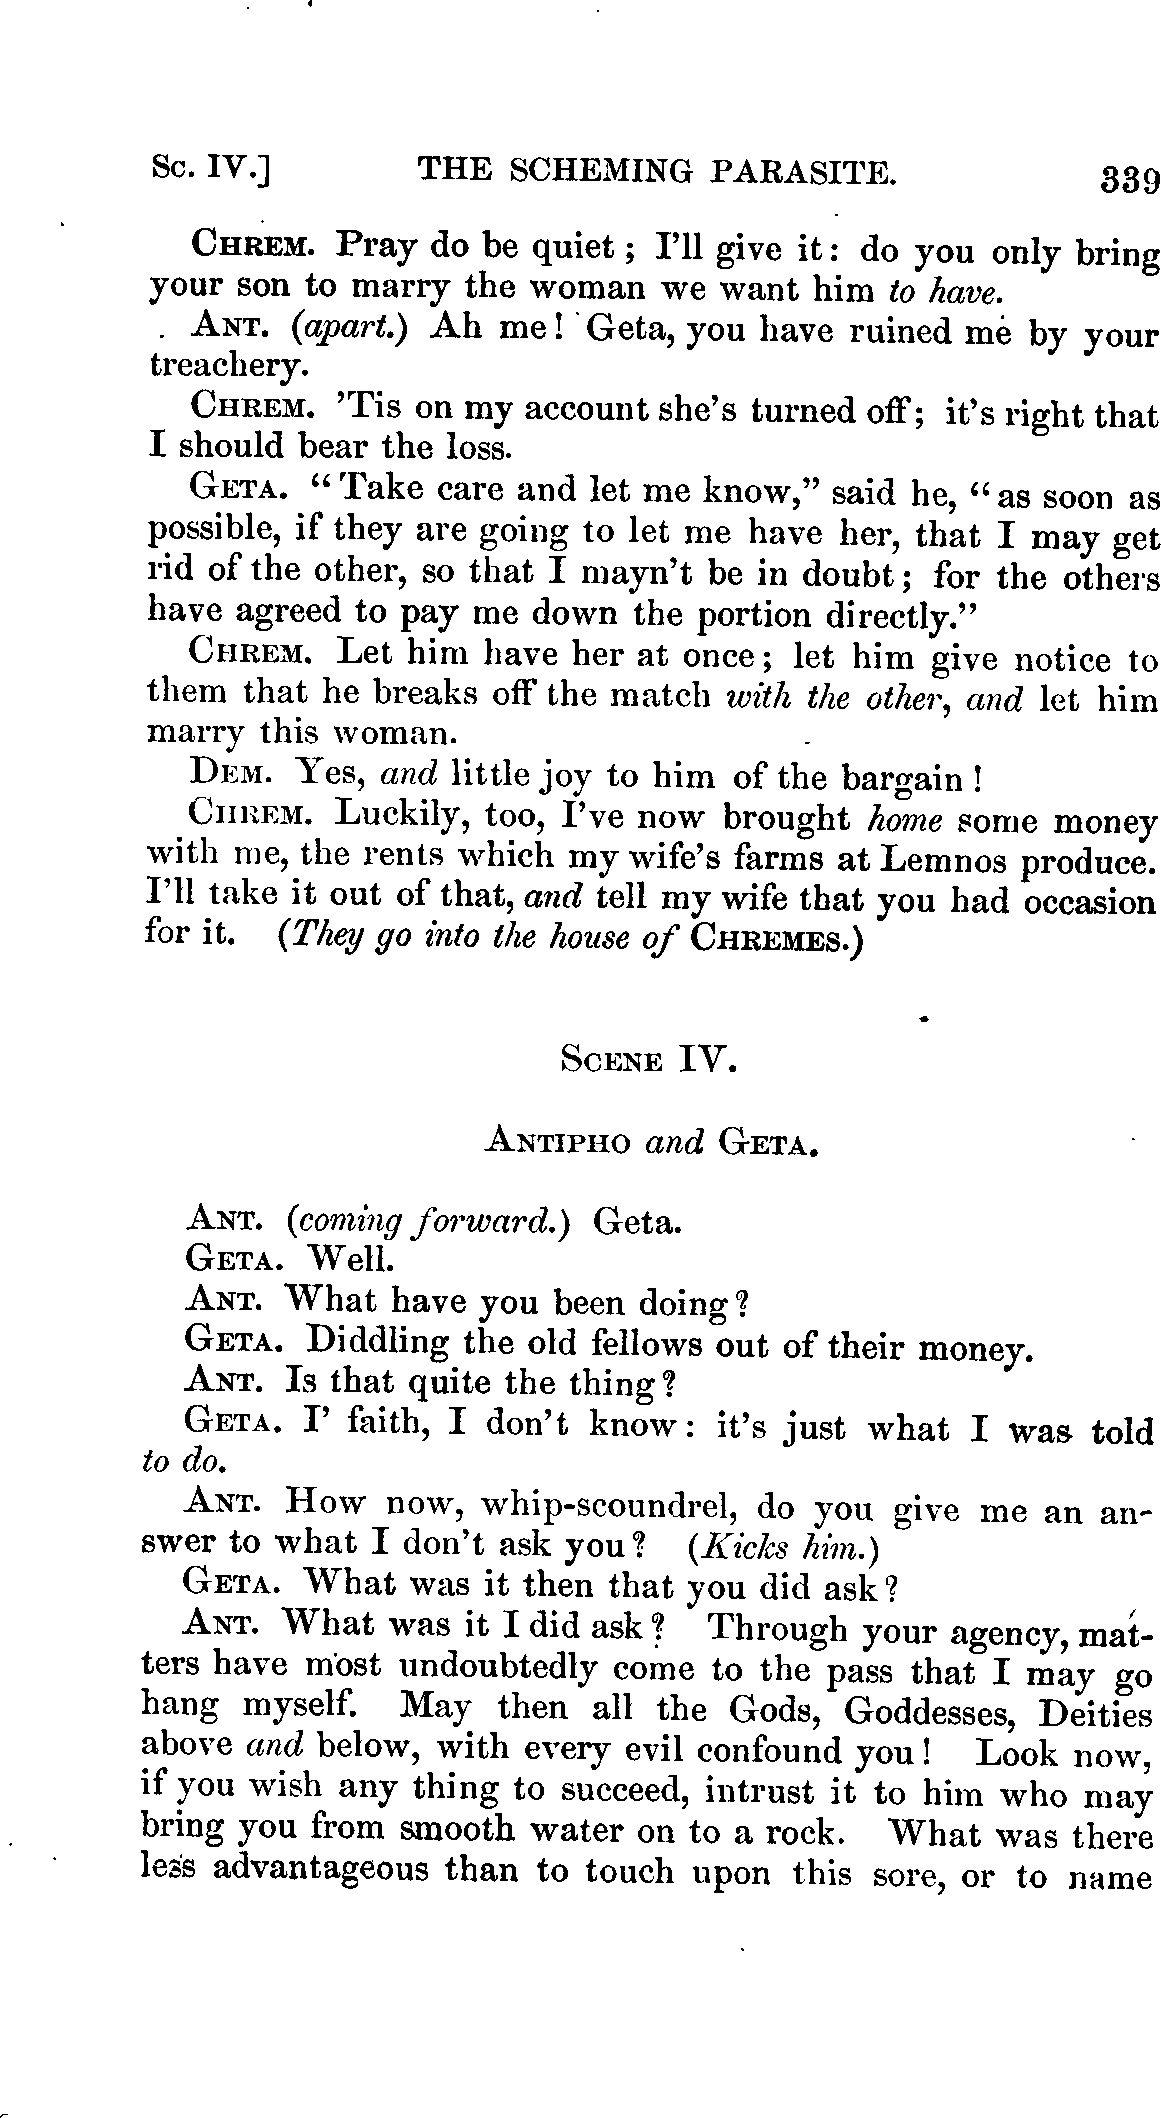 Sc. IV.] THE SCHEMING PARASITE. 339
CHREM. Pray do be quiet; I'll give it: do you only bring
your son to marry the woman we want him to have.
ANT. (apart.) Ah me! Geta, you have ruined me by your
treachery.
CHREM. 'Tis on my account she's turned off; it's right that
I should bear the loss.
GETA. "Take care and let me know," said he, "as soon as
possible, if they are going to let me have her, that I may get
rid of the other, so that I mayn't be in doubt; for the others
have agreed to pay me down the portion directly."
CHREM. Let him have her at once; let him give notice to
them that he breaks off the match with the other, and let him
marry this woman.
DEM. Yes, and little joy to him of the bargain!
CHREM. Luckily, too, I've now brought home some money
with me, the rents which my wife's farms at Lemnos produce.
I'll take it out of that, and tell my wife that you had occasion
for it. (They go into the house of CHREMES.)
SCENE IV.
ANTIPHO and GETA.
ANT. (coming forward.) Geta.
GETA. Well.
ANT. What have you been doing?
GETA. Diddling the old fellows out of their money.
ANT. Is that quite the thing?
GETA. I' faith, I don't know: it's just what I was told
to do.
ANT. How now, whip-scoundrel, do you give me an an-
swer to what I don't ask you? (Kicks him.)
GETA. What was it then that you did ask?
ANT. What was it I did ask? Through your agency, mat-
ters have most undoubtedly come to the pass that I may go
hang myself. May then all the Gods, Goddesses, Deities
above and below, with every evil confound you! Look now,
if you wish any thing to succeed, intrust it to him who may
bring you from smooth water on to a rock. What was there
less advantageous than to touch upon this sore, or to name